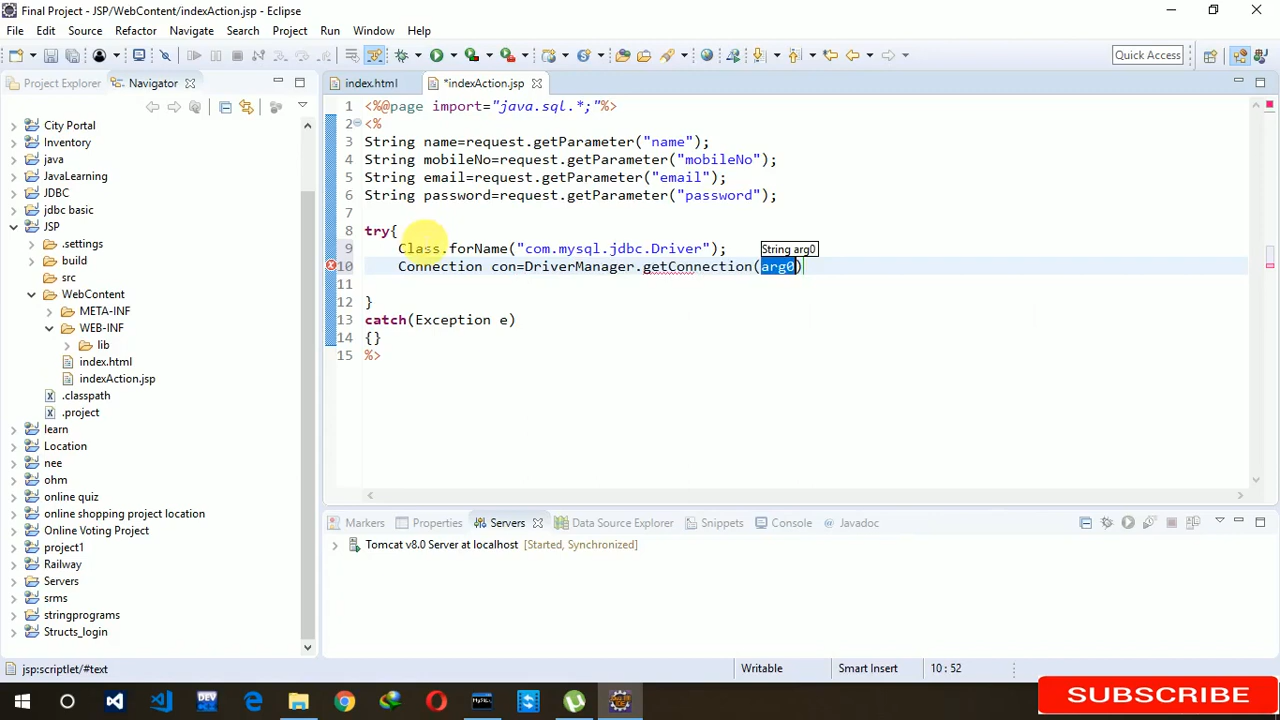 Final Project - JSP/WebContent/indexAction.jsp - Eclipse
File Edit Source Refactor Navigate Search Project Run Window Help
Quick Access
Project Explorer Navigator
index.html *indexAction.jsp
City Portal
Inventory
java
JavaLearning
JDBC
jdbc basic
JSP
.settings
build
src
WebContent
META-INF
WEB-INF
lib
index.html
indexAction.jsp
.classpath
.project
learn
Location
nee
ohm
online quiz
online shopping project location
Online Voting Project
project1
Railway
Servers
srms
stringprograms
Structs_login
1 <%@page import="java.sql.*;"%>
2 <%
3 String name=request.getParameter("name");
4 String mobileNo=request.getParameter("mobileNo");
5 String email=request.getParameter("email");
6 String password=request.getParameter("password");
7
8 try{
9 Class.forName("com.mysql.jdbc.Driver");
String arg0
10 Connection con=DriverManager.getConnection(arg0)
11
12 }
13 catch(Exception e)
14 {}
15 %>
Markers Properties Servers Data Source Explorer Snippets Console Javadoc
Tomcat v8.0 Server at localhost [Started, Synchronized]
jsp:scriptlet/#text Writable Smart Insert 10 : 52
SUBSCRIBE